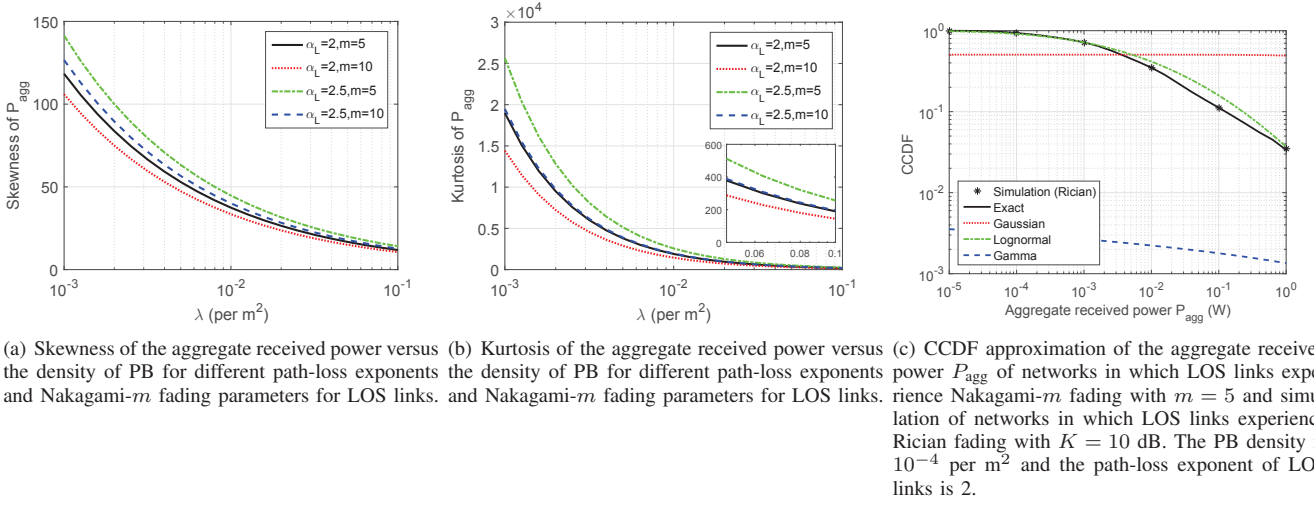 150
100
50
0
Skewness of P_agg
10^-3
10^-2
10^-1
λ (per m^2)
α_L=2,m=5
α_L=2,m=10
α_L=2.5,m=5
α_L=2.5,m=10
×10^4
3
2.5
2
1.5
1
0.5
0
Kurtosis of P_agg
10^-3
10^-2
10^-1
λ (per m^2)
α_L=2,m=5
α_L=2,m=10
α_L=2.5,m=5
α_L=2.5,m=10
600
400
200
0
0.06
0.08
0.1
10^0
10^-1
10^-2
10^-3
CCDF
10^-5
10^-4
10^-3
10^-2
10^-1
10^0
Aggregate received power P_agg (W)
Simulation (Rician)
Exact
Gaussian
Lognormal
Gamma
(a) Skewness of the aggregate received power versus
the density of PB for different path-loss exponents
and Nakagami-m fading parameters for LOS links.
(b) Kurtosis of the aggregate received power versus
the density of PB for different path-loss exponents
and Nakagami-m fading parameters for LOS links.
(c) CCDF approximation of the aggregate receive
power P_agg of networks in which LOS links expe
rience Nakagami-m fading with m = 5 and simu
lation of networks in which LOS links experienc
Rician fading with K = 10 dB. The PB density
10^-4 per m^2 and the path-loss exponent of LO
links is 2.